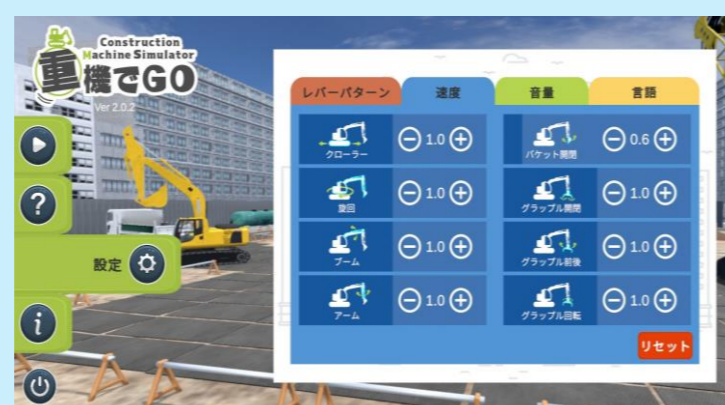 Construction
Machine Simulator
重機でGO
Ver 2.0.2
設定
レバーパターン
速度
音量
言語
クローラー
1.0
バケット開閉
0.6
旋回
1.0
グラップル開閉
1.0
ブーム
1.0
グラップル前後
1.0
アーム
1.0
グラップル回転
1.0
リセット